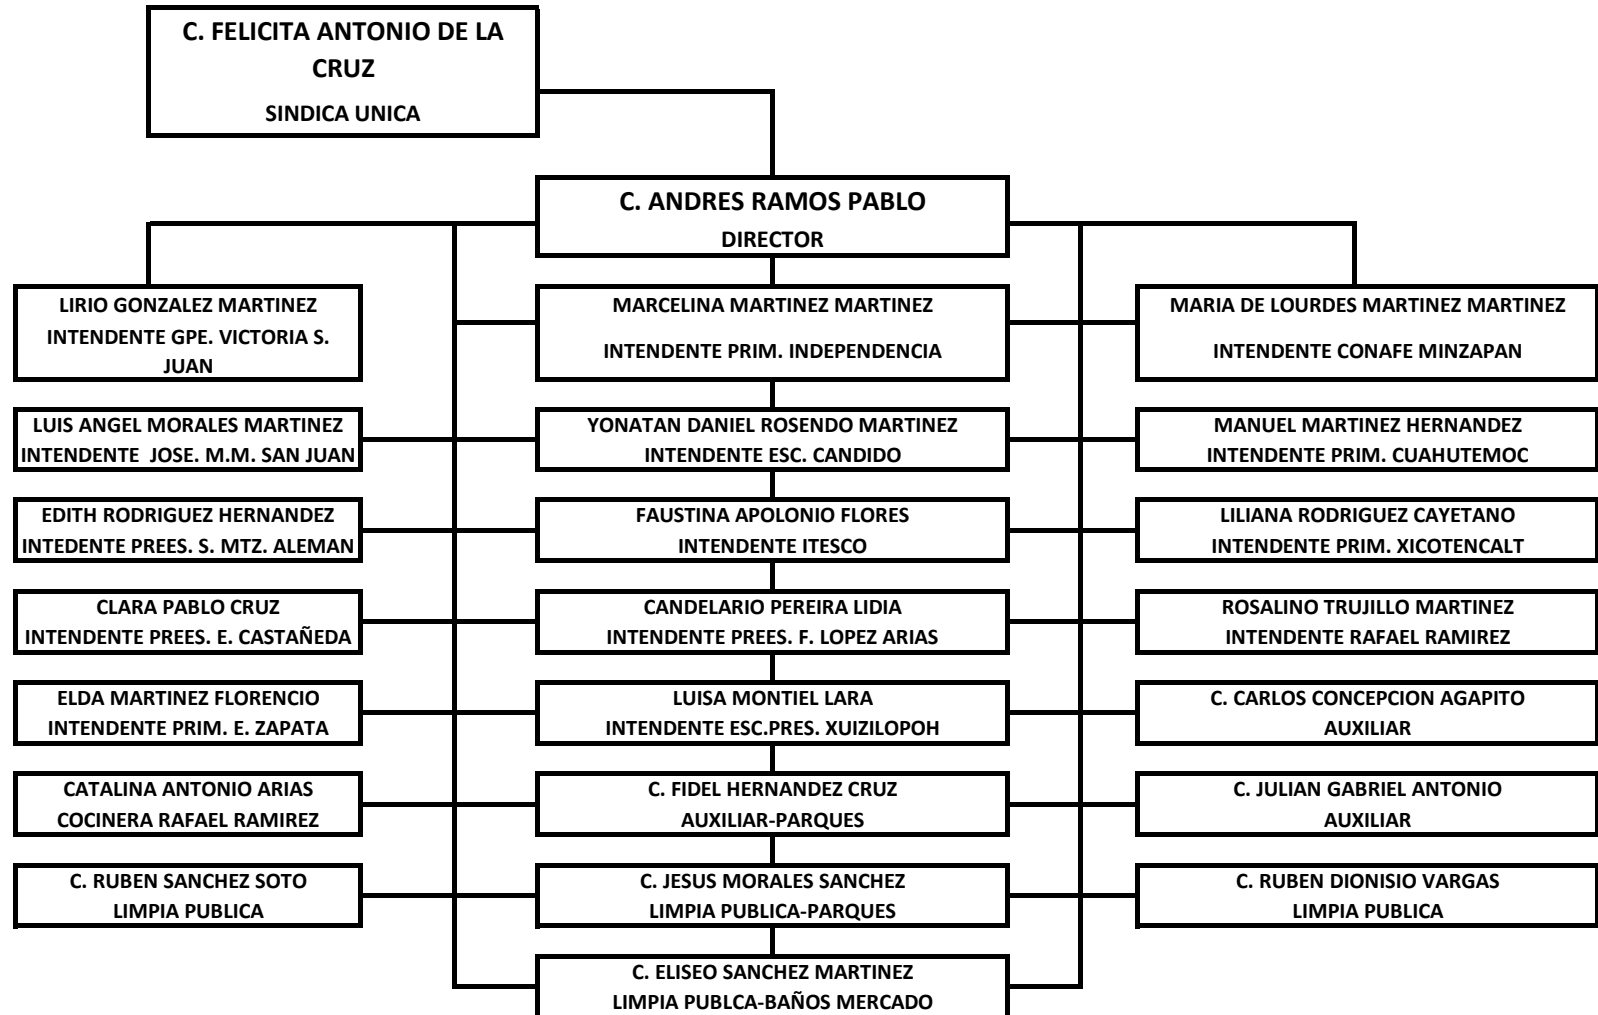 C. FELICITA ANTONIO DE LA
CRUZ
SINDICA UNICA
C. ANDRES RAMOS PABLO
DIRECTOR
LIRIO GONZALEZ MARTINEZ
INTENDENTE GPE. VICTORIA S.
JUAN
MARCELINA MARTINEZ MARTINEZ
INTENDENTE PRIM. INDEPENDENCIA
MARIA DE LOURDES MARTINEZ MARTINEZ
INTENDENTE CONAFE MINZAPAN
LUIS ANGEL MORALES MARTINEZ
INTENDENTE  JOSE. M.M. SAN JUAN
YONATAN DANIEL ROSENDO MARTINEZ
INTENDENTE ESC. CANDIDO
MANUEL MARTINEZ HERNANDEZ
INTENDENTE PRIM. CUAHUTEMOC
EDITH RODRIGUEZ HERNANDEZ
INTEDENTE PREES. S. MTZ. ALEMAN
FAUSTINA APOLONIO FLORES
INTENDENTE ITESCO
LILIANA RODRIGUEZ CAYETANO
INTENDENTE PRIM. XICOTENCALT
CLARA PABLO CRUZ
INTENDENTE PREES. E. CASTAÑEDA
CANDELARIO PEREIRA LIDIA
INTENDENTE PREES. F. LOPEZ ARIAS
ROSALINO TRUJILLO MARTINEZ
INTENDENTE RAFAEL RAMIREZ
ELDA MARTINEZ FLORENCIO
INTENDENTE PRIM. E. ZAPATA
LUISA MONTIEL LARA
INTENDENTE ESC.PRES. XUIZILOPOH
C. CARLOS CONCEPCION AGAPITO
AUXILIAR
CATALINA ANTONIO ARIAS
COCINERA RAFAEL RAMIREZ
C. FIDEL HERNANDEZ CRUZ
AUXILIAR-PARQUES
C. JULIAN GABRIEL ANTONIO
AUXILIAR
C. RUBEN SANCHEZ SOTO
LIMPIA PUBLICA
C. JESUS MORALES SANCHEZ
LIMPIA PUBLICA-PARQUES
C. RUBEN DIONISIO VARGAS
LIMPIA PUBLICA
C. ELISEO SANCHEZ MARTINEZ
LIMPIA PUBLCA-BAÑOS MERCADO